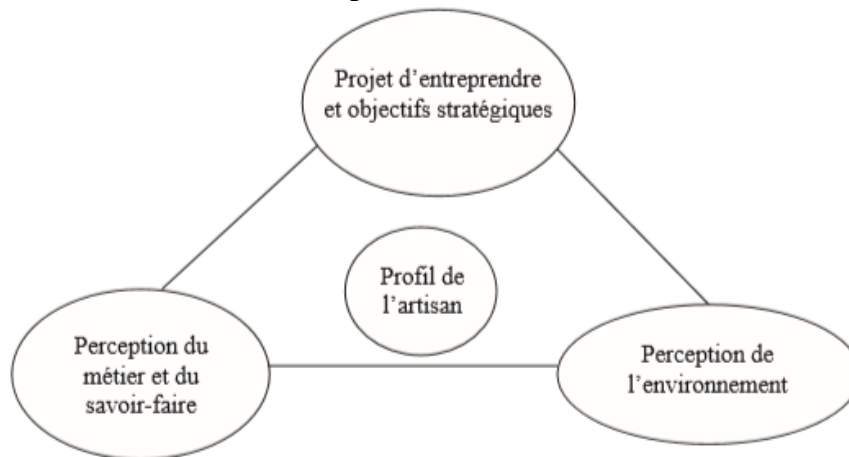 Projet d’entreprendre
et objectifs stratégiques
Profil de
l’artisan
Perception du
métier et du
savoir-faire
Perception de
l’environnement